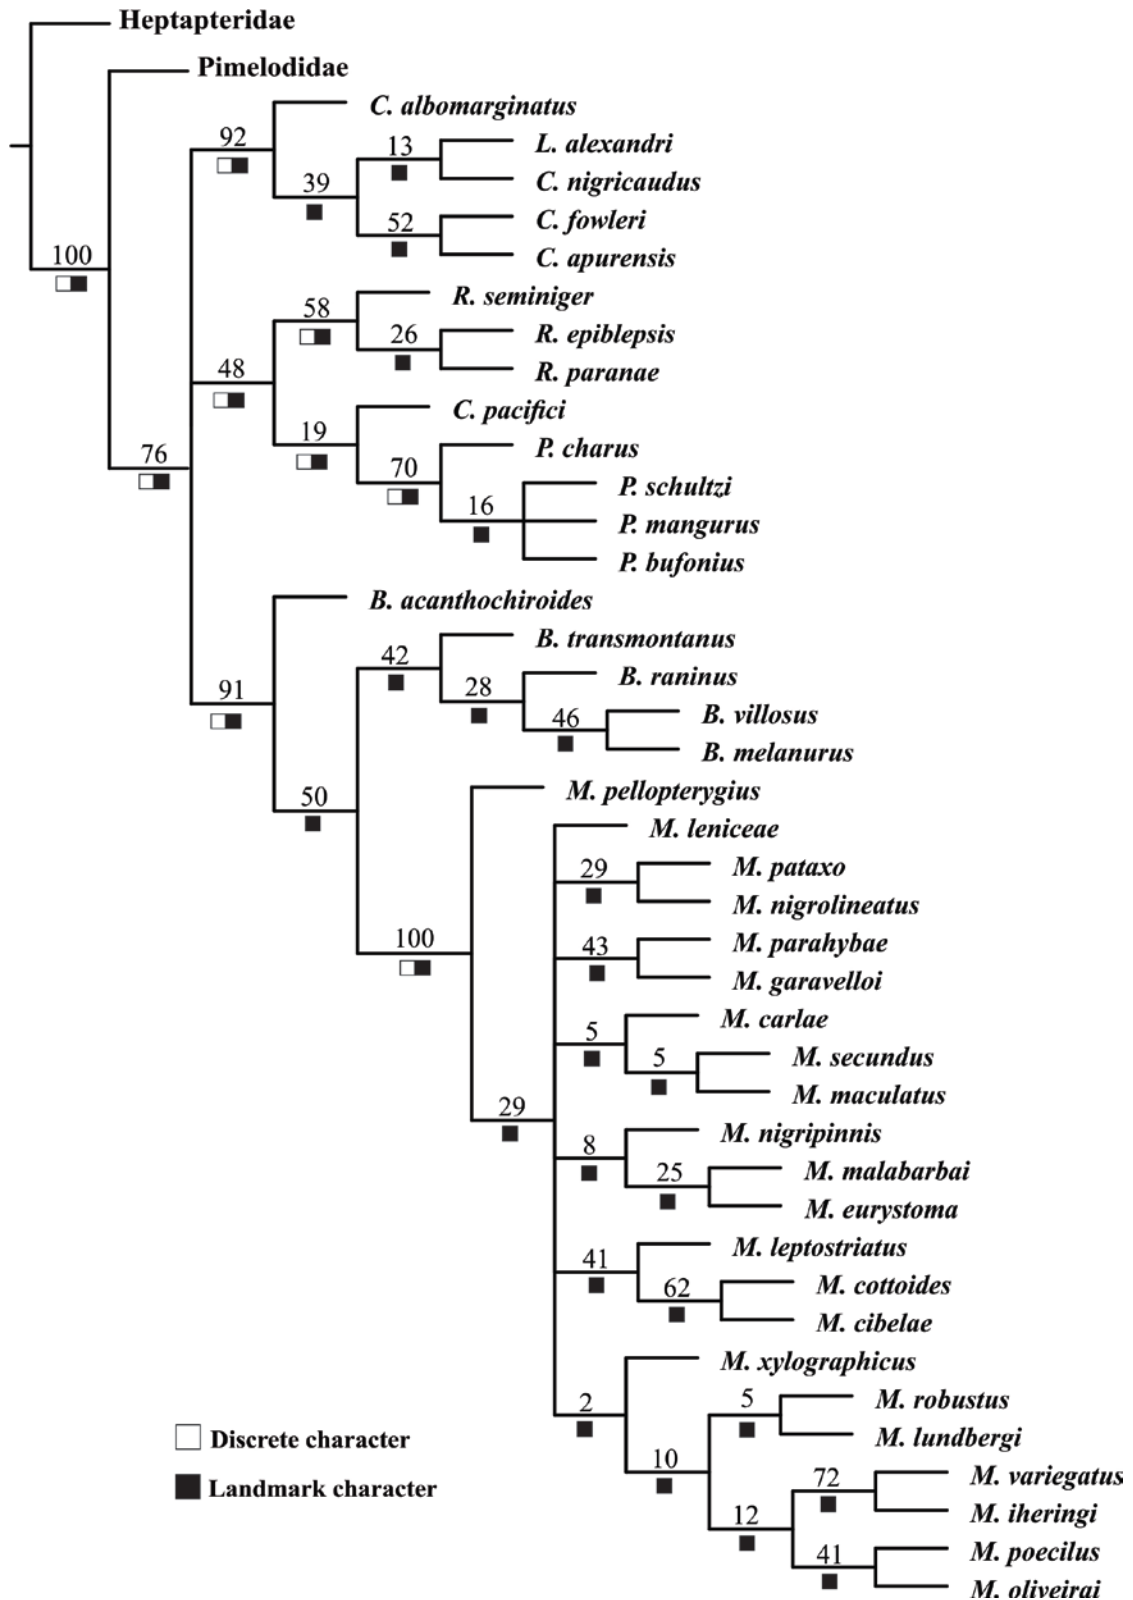 Heptapteridae
Pimelodidae
C. albomarginatus
92
13
L. alexandri
39
C. nigricaudus
52
C. fowleri
100
C. apurensis
58
R. seminiger
26
R. epiblepsis
48
R. paranae
19
C. pacifici
76
70
P. charus
16
P. schultzi
P. mangurus
P. bufonius
B. acanthochiroides
42
B. transmontanus
91
28
B. raninus
46
B. villosus
B. melanurus
50
M. pellopterygius
M. leniceae
29
M. pataxo
M. nigrolineatus
100
43
M. parahybae
M. garavelloi
5
M. carlae
5
M. secundus
29
M. maculatus
8
M. nigripinnis
25
M. malabarbai
M. eurystoma
41
M. leptostriatus
62
M. cottoides
M. cibelae
2
M. xylographicus
5
M. robustus
Discrete character
10
M. lundbergi
Landmark character
72
M. variegatus
12
M. iheringi
41
M. poecilus
M. oliveirai